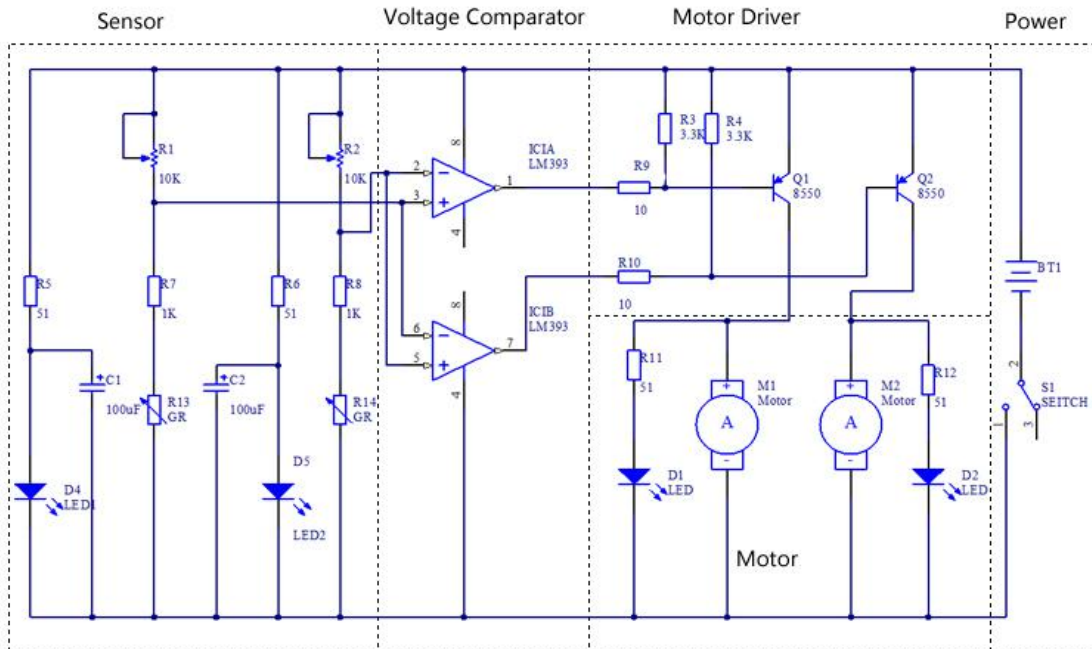 Sensor
Voltage Comparator
Motor Driver
Power
R1
10K
R2
10K
R5
51
R7
1K
R6
51
R8
1K
C1
100uF
R13
GR
C2
100uF
R14
GR
D4
LED1
D5
LED2
8
2
3
1
4
ICIA
LM393
8
6
5
7
4
ICIB
LM393
R3
3.3K
R4
3.3K
R9
10
R10
10
Q1
8550
Q2
8550
R11
51
M1
Motor
A
D1
LED
M2
Motor
A
R12
51
D2
LED
Motor
BT1
2
S1
SEITCH
1
3